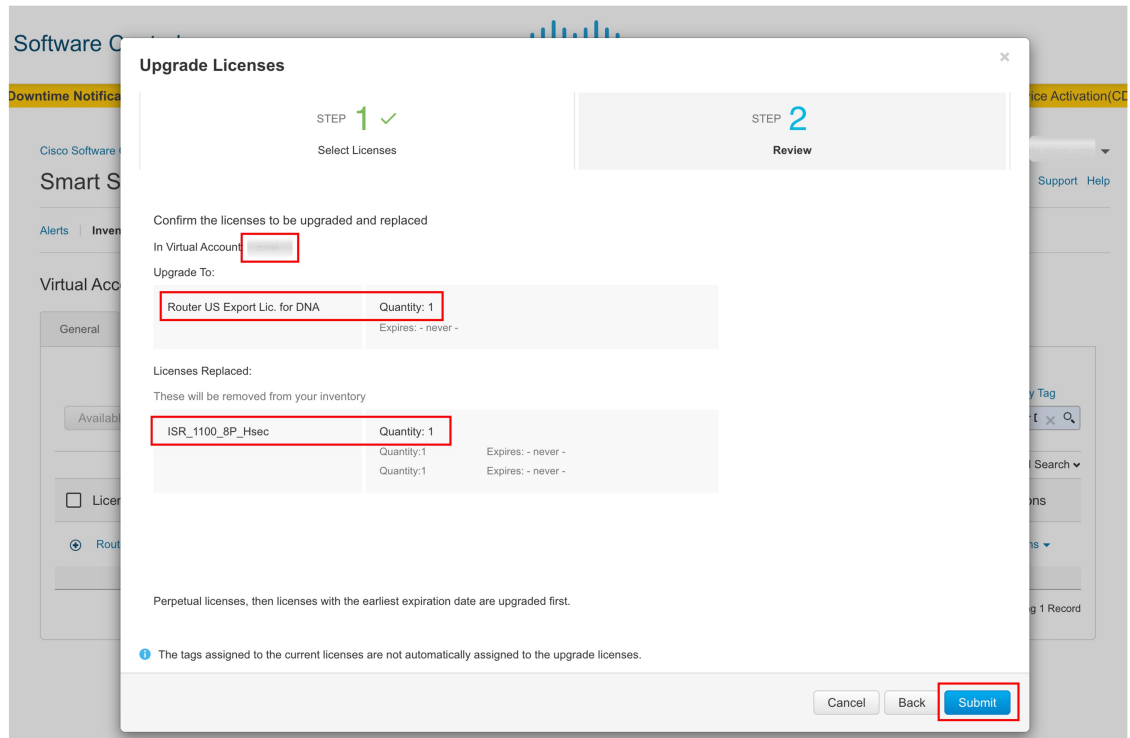 Software C
Downtime Notifica
vice Activation(CD
Upgrade Licenses
STEP 1
Select Licenses
STEP 2
Review
Cisco Software
Smart S
Support Help
Alerts Inven
Confirm the licenses to be upgraded and replaced
In Virtual Account:
Upgrade To:
Virtual Acc
Router US Export Lic. for DNA Quantity: 1
Expires: - never -
General
Licenses Replaced:
These will be removed from your inventory
y Tag
Availabl
ISR_1100_8P_Hsec Quantity: 1
Quantity:1 Expires: - never -
Quantity:1 Expires: - never -
Search
Licen
ons
Rout
ns
Perpetual licenses, then licenses with the earliest expiration date are upgraded first.
g 1 Record
The tags assigned to the current licenses are not automatically assigned to the upgrade licenses.
Cancel Back Submit